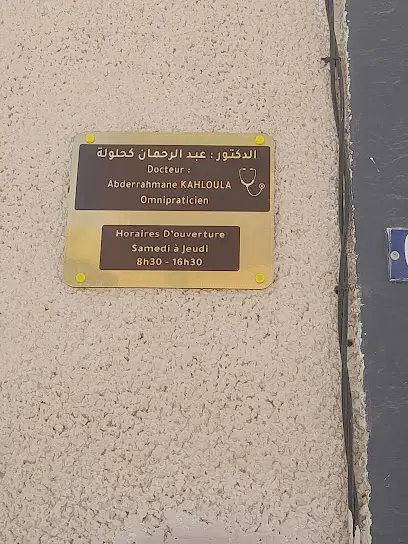 الدكتور : عبد الرحمان كحلولة
Docteur :
Abderrahmane KAHLOULA
Omnipraticien
Horaires D'ouverture
Samedi à Jeudi
8h30 - 16h30